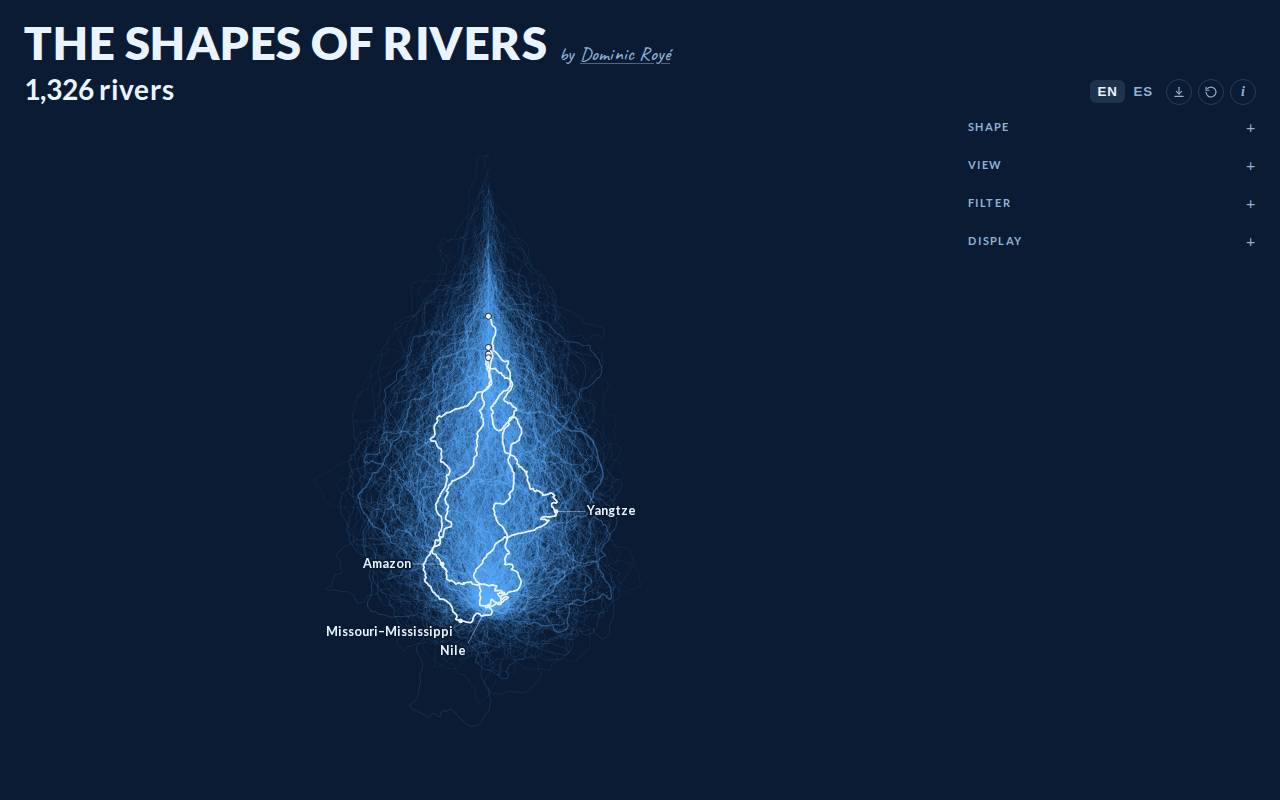 THE SHAPES OF RIVERS by Dominic Royé
1,326 rivers
EN ES i
SHAPE +
VIEW +
FILTER +
DISPLAY +
Yangtze
Amazon
Missouri–Mississippi
Nile